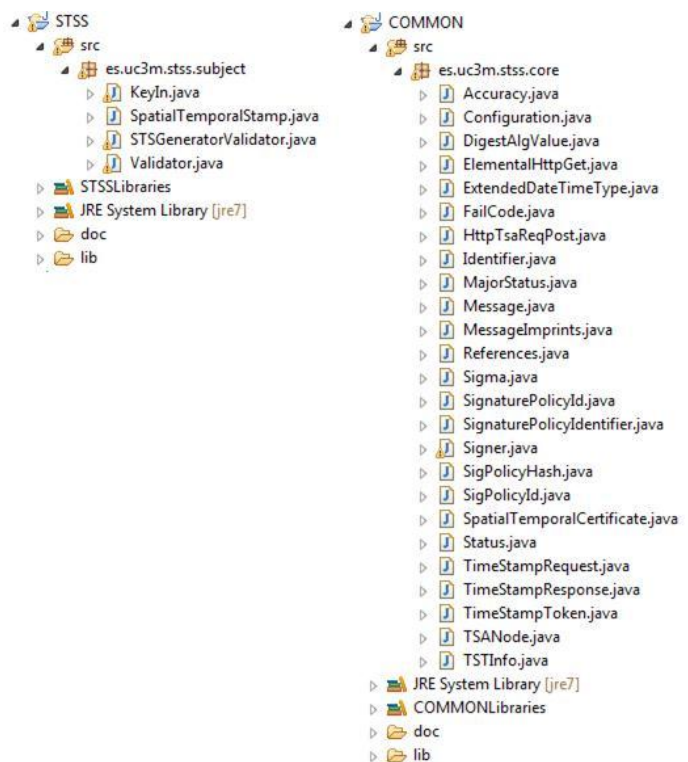 STSS
src
es.uc3m.stss.subject
KeyIn.java
SpatialTemporalStamp.java
STSGeneratorValidator.java
Validator.java
STSSLibraries
JRE System Library [jre7]
doc
lib
COMMON
src
es.uc3m.stss.core
Accuracy.java
Configuration.java
DigestAlgValue.java
ElementalHttpGet.java
ExtendedDateTimeType.java
FailCode.java
HttpTsaReqPost.java
Identifier.java
MajorStatus.java
Message.java
MessageImprints.java
References.java
Sigma.java
SignaturePolicyId.java
SignaturePolicyIdentifier.java
Signer.java
SigPolicyHash.java
SigPolicyId.java
SpatialTemporalCertificate.java
Status.java
TimeStampRequest.java
TimeStampResponse.java
TimeStampToken.java
TSANode.java
TSTInfo.java
JRE System Library [jre7]
COMMONLibraries
doc
lib